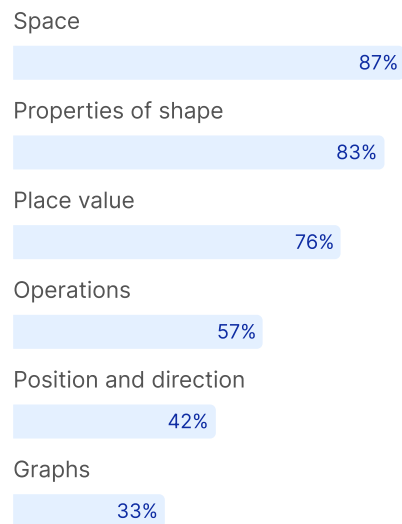 Space
87%
Properties of shape
83%
Place value
76%
Operations
57%
Position and direction
42%
Graphs
33%